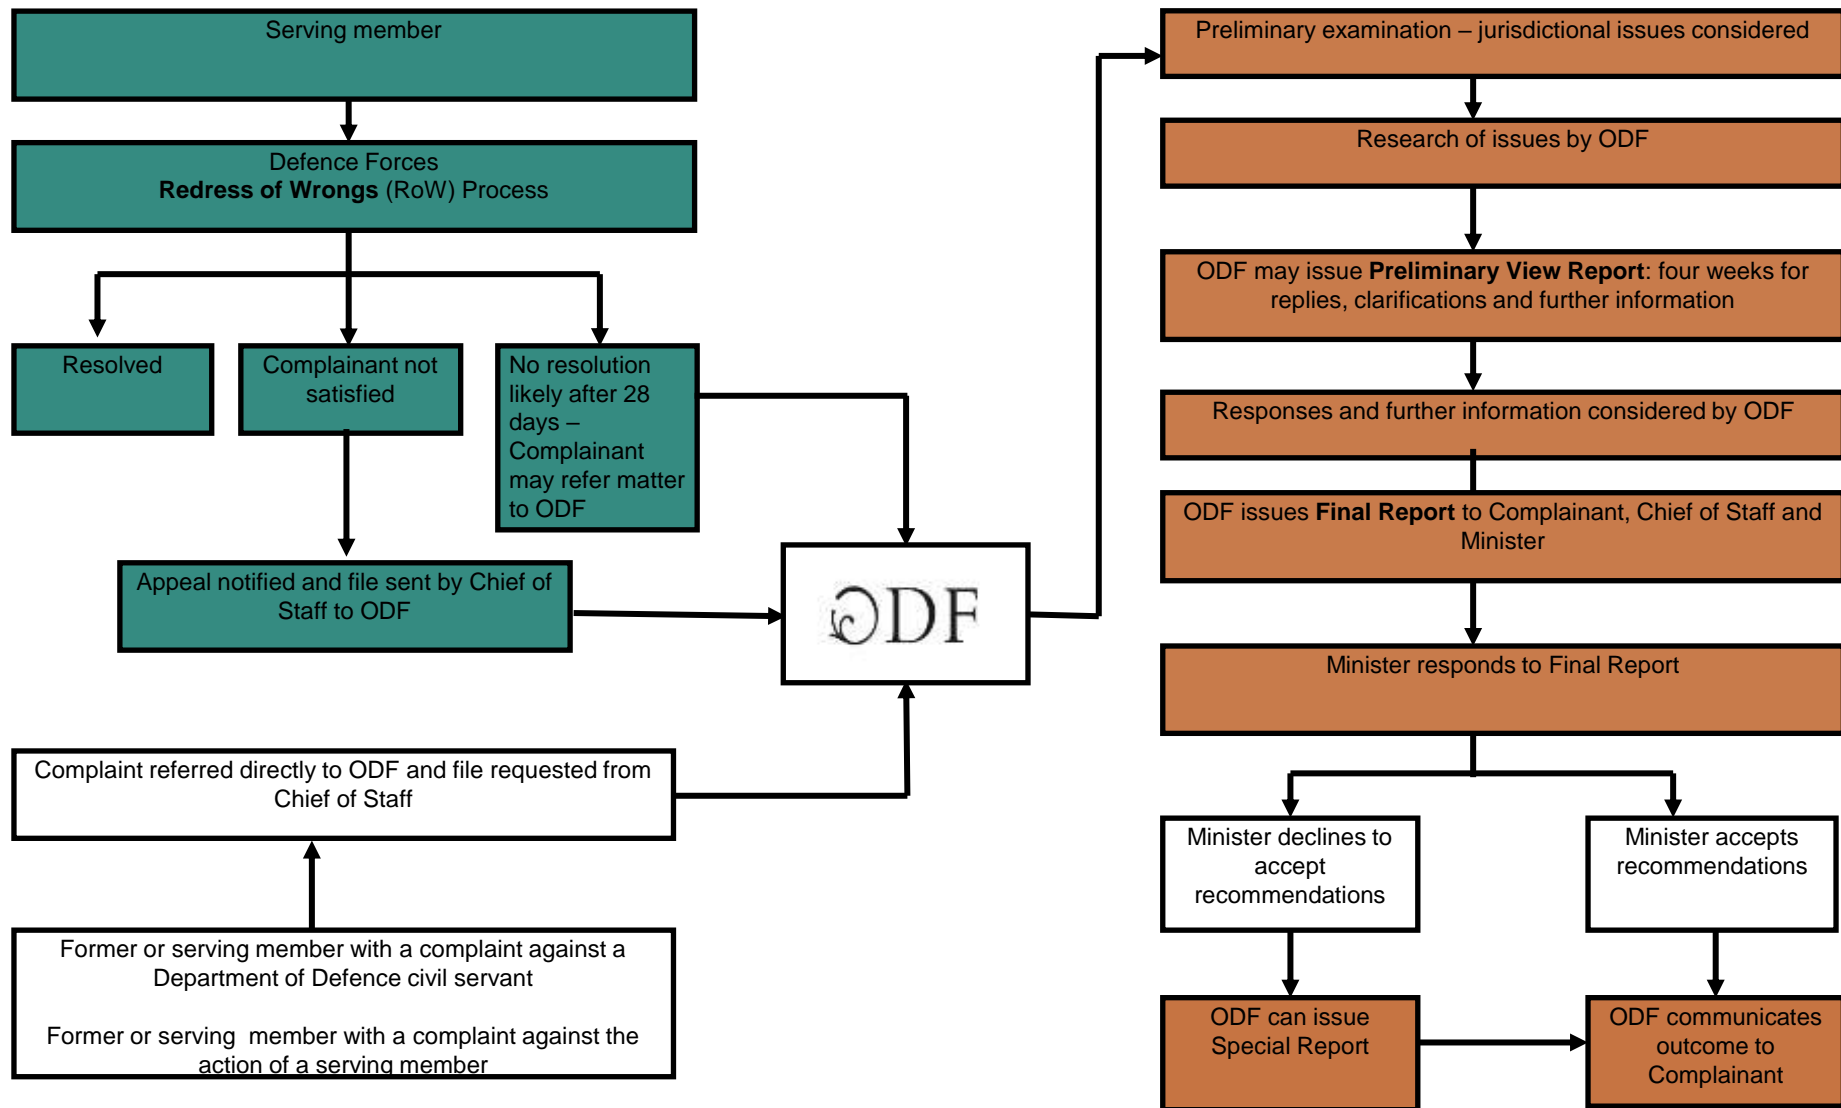 Serving member
Defence Forces
Redress of Wrongs (RoW) Process
Resolved
Complainant not
satisfied
No resolution
likely after 28
days –
Complainant
may refer matter
to ODF
Appeal notified and file sent by Chief of
Staff to ODF
ODF
Complaint referred directly to ODF and file requested from
Chief of Staff
Former or serving member with a complaint against a
Department of Defence civil servant
Former or serving  member with a complaint against the
action of a serving member
Preliminary examination – jurisdictional issues considered
Research of issues by ODF
ODF may issue Preliminary View Report: four weeks for
replies, clarifications and further information
Responses and further information considered by ODF
ODF issues Final Report to Complainant, Chief of Staff and
Minister
Minister responds to Final Report
Minister declines to
accept
recommendations
Minister accepts
recommendations
ODF can issue
Special Report
ODF communicates
outcome to
Complainant